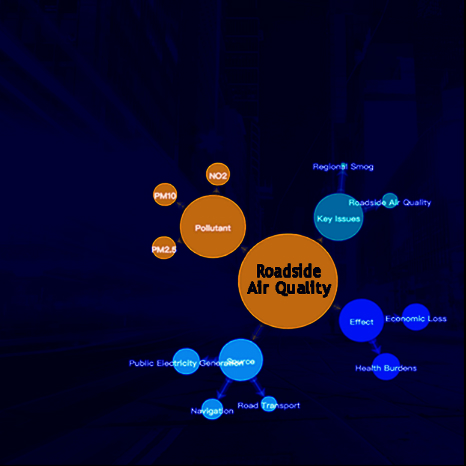 Regional Smog
NO2
PM10
Roadside Air Quality
Key Issues
Pollutant
PM2.5
Roadside
Air Quality
Economic Loss
Effect
Public Electricity Generation
Source
Health Burdens
Road Transport
Navigation